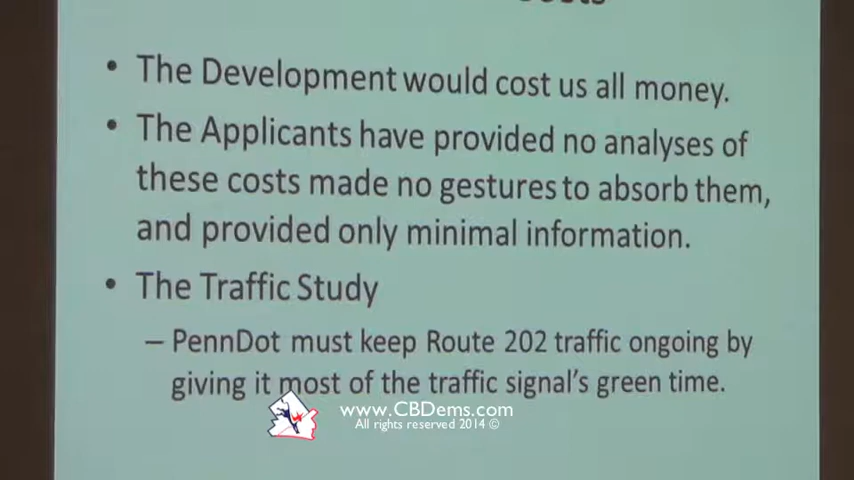 • The Development would cost us all money.
• The Applicants have provided no analyses of
these costs made no gestures to absorb them,
and provided only minimal information.
• The Traffic Study
– PennDot must keep Route 202 traffic ongoing by
giving it most of the traffic signal's green time.
www.CBDems.com
All rights reserved 2014 ©